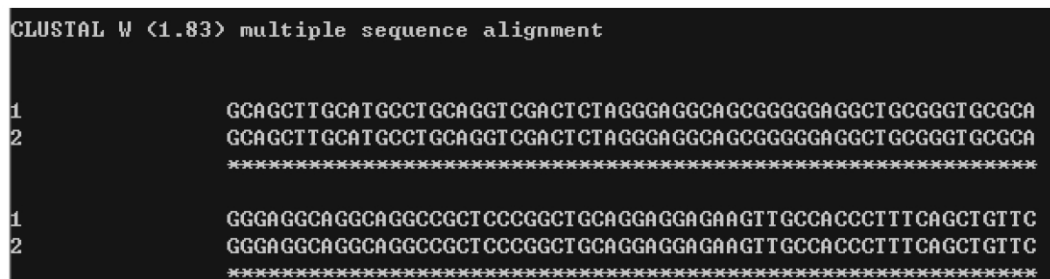 CLUSTAL W (1.83) multiple sequence alignment
1 GCAGCTTGCATGCCTGCAGGTCGACTCTAGGGAGGCAGCGGGGGAGGCTGCGGGTGCGCA
2 GCAGCTTGCATGCCTGCAGGTCGACTCTAGGGAGGCAGCGGGGGAGGCTGCGGGTGCGCA
************************************************************
1 GGGAGGCAGGCAGGCCGCTCCCGGCTGCAGGAGGAGAAGTTGCCACCCTTTCAGCTGTTC
2 GGGAGGCAGGCAGGCCGCTCCCGGCTGCAGGAGGAGAAGTTGCCACCCTTTCAGCTGTTC
************************************************************